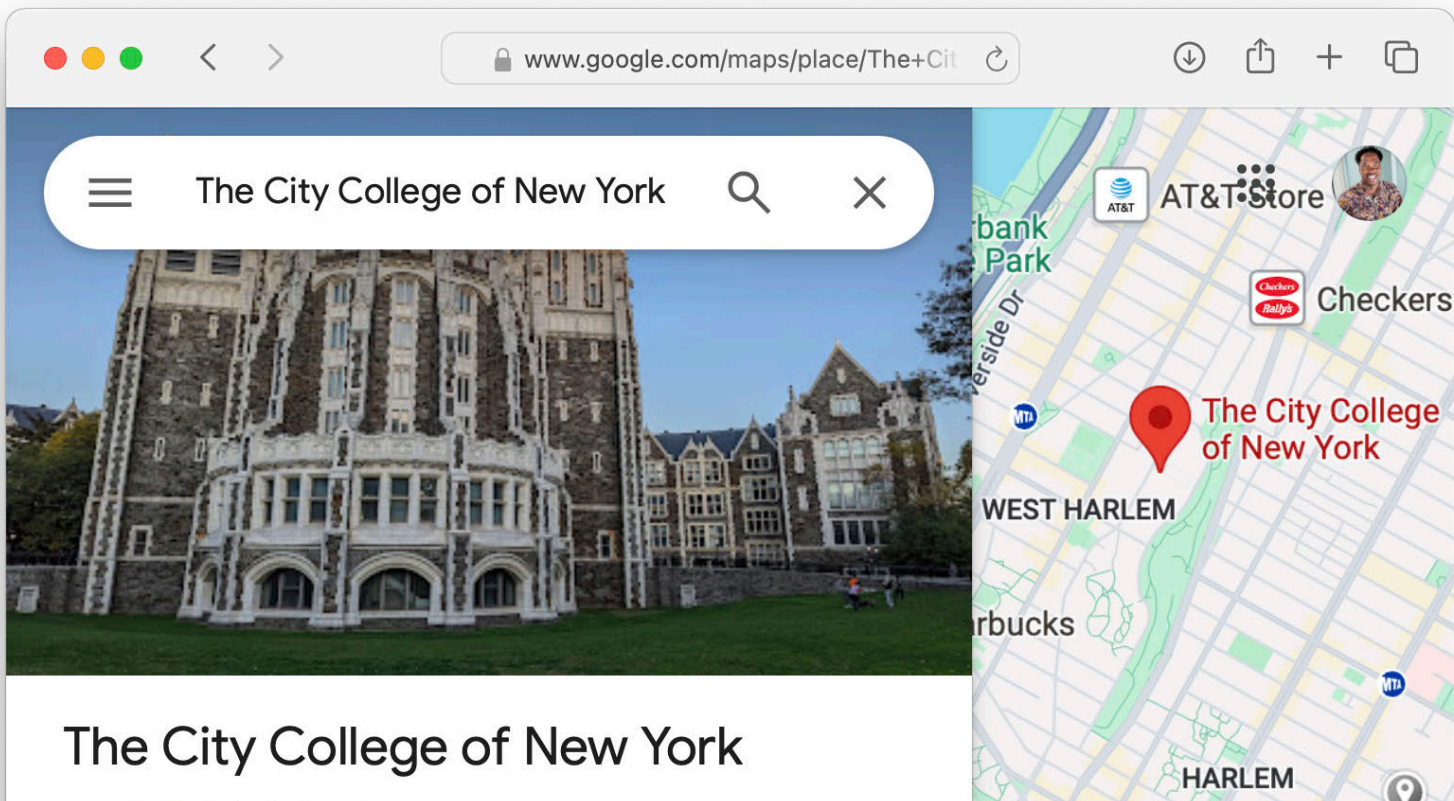 www.google.com/maps/place/The+Cit
The City College of New York
AT&T
AT&T Store
rbank
Park
Checkers
Rally's
Checkers
erside Dr
MTA
The City College
of New York
WEST HARLEM
rbucks
MTA
The City College of New York
HARLEM